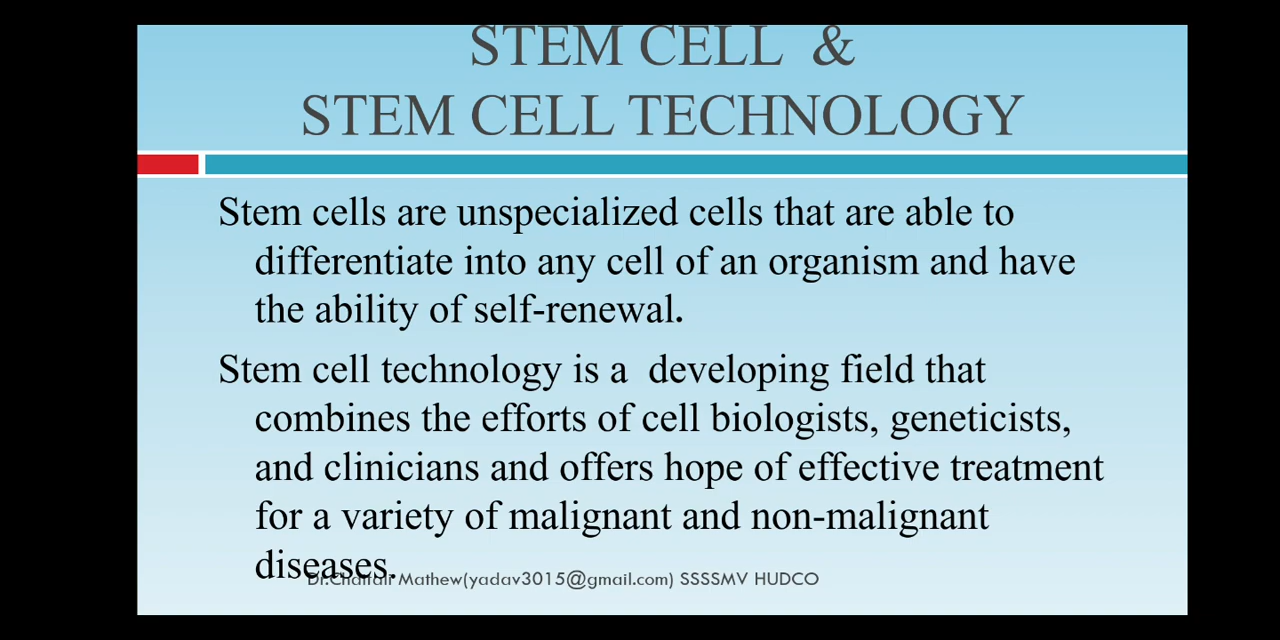 STEM CELL &
STEM CELL TECHNOLOGY
Stem cells are unspecialized cells that are able to
differentiate into any cell of an organism and have
the ability of self-renewal.
Stem cell technology is a developing field that
combines the efforts of cell biologists, geneticists,
and clinicians and offers hope of effective treatment
for a variety of malignant and non-malignant
diseases.
Mathew(yadav3015@gmail.com) SSSSMV HUDCO